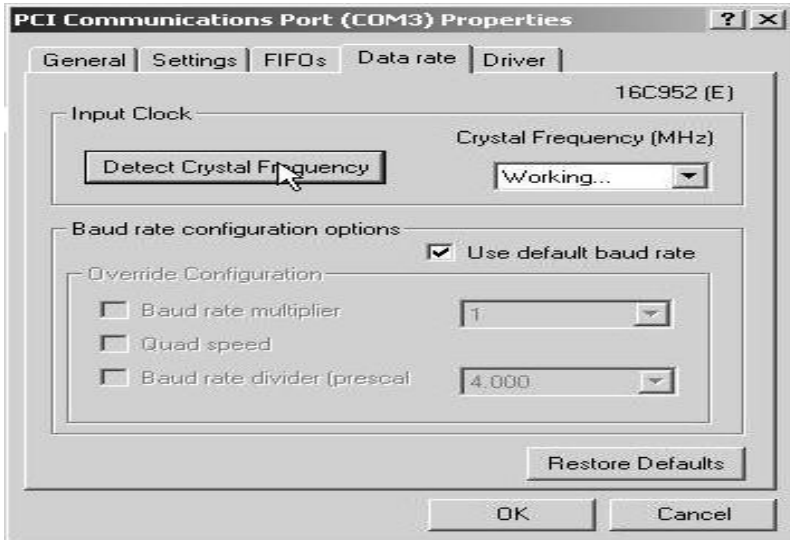 PCI Communications Port (COM3) Properties
General Settings FIFOs Data rate Driver
16C952 (E)
Input Clock
Crystal Frequency (MHz)
Detect Crystal Frequency
Working...
Baud rate configuration options
Use default baud rate
Override Configuration
Baud rate multiplier 1
Quad speed
Baud rate divider (prescal 4.000
Restore Defaults
OK Cancel